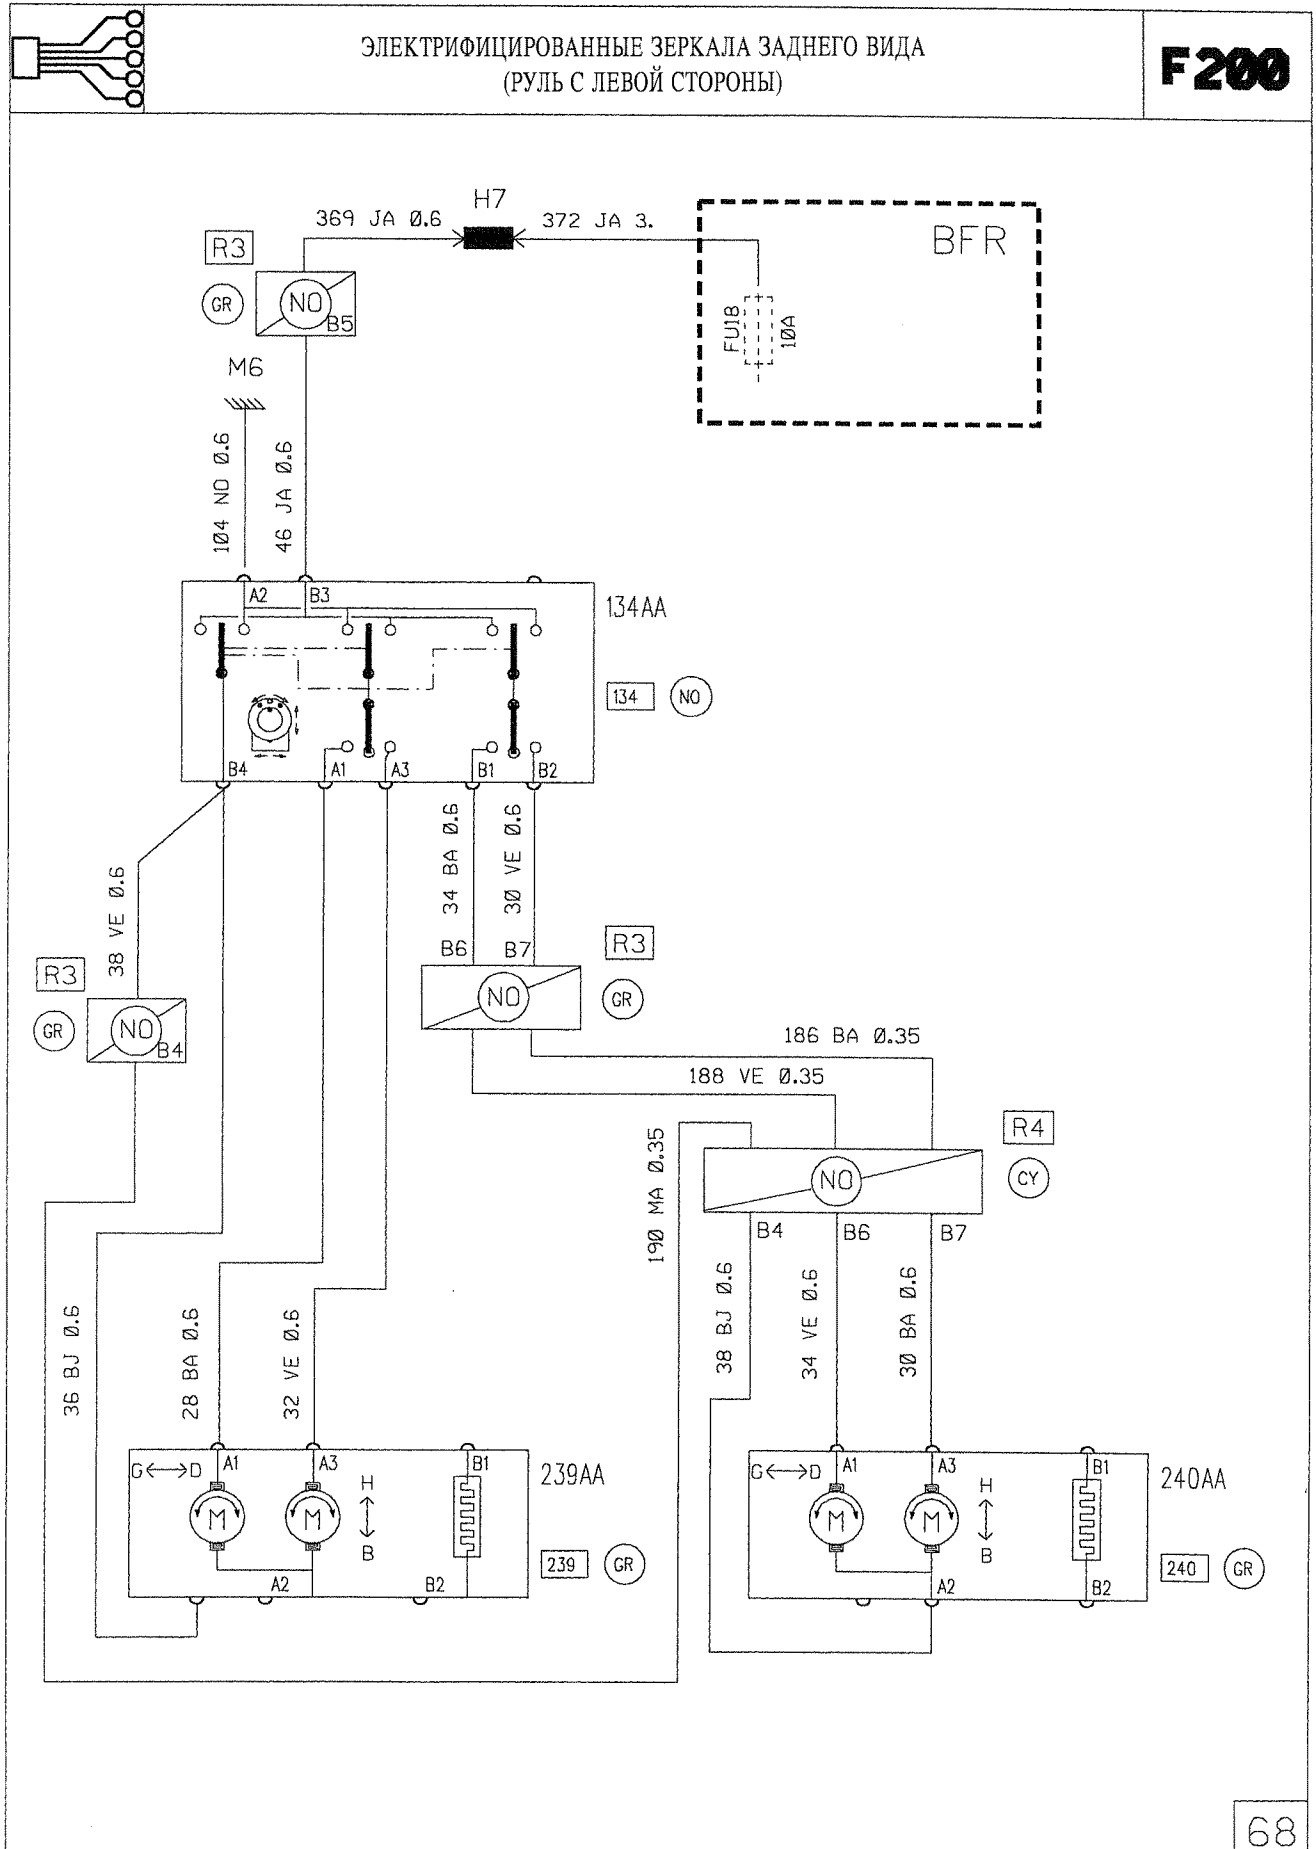 ЭЛЕКТРИФИЦИРОВАННЫЕ ЗЕРКАЛА ЗАДНЕГО ВИДА
(РУЛЬ С ЛЕВОЙ СТОРОНЫ)
F200
H7
369 JA 0.6
372 JA 3.
BFR
R3
GR
NO
B5
FU18
10A
M6
104 NO 0.6
46 JA 0.6
A2
B3
134AA
134
NO
B4
A1
A3
B1
B2
38 VE 0.6
34 BA 0.6
30 VE 0.6
R3
GR
NO
B4
B6
B7
R3
NO
GR
186 BA 0.35
188 VE 0.35
190 MA 0.35
R4
NO
CY
B4
B6
B7
36 BJ 0.6
28 BA 0.6
32 VE 0.6
38 BJ 0.6
34 VE 0.6
30 BA 0.6
G
D
A1
A3
B1
239AA
M
M
H
B
239
GR
A2
B2
G
D
A1
A3
B1
240AA
M
M
H
B
240
GR
A2
B2
68